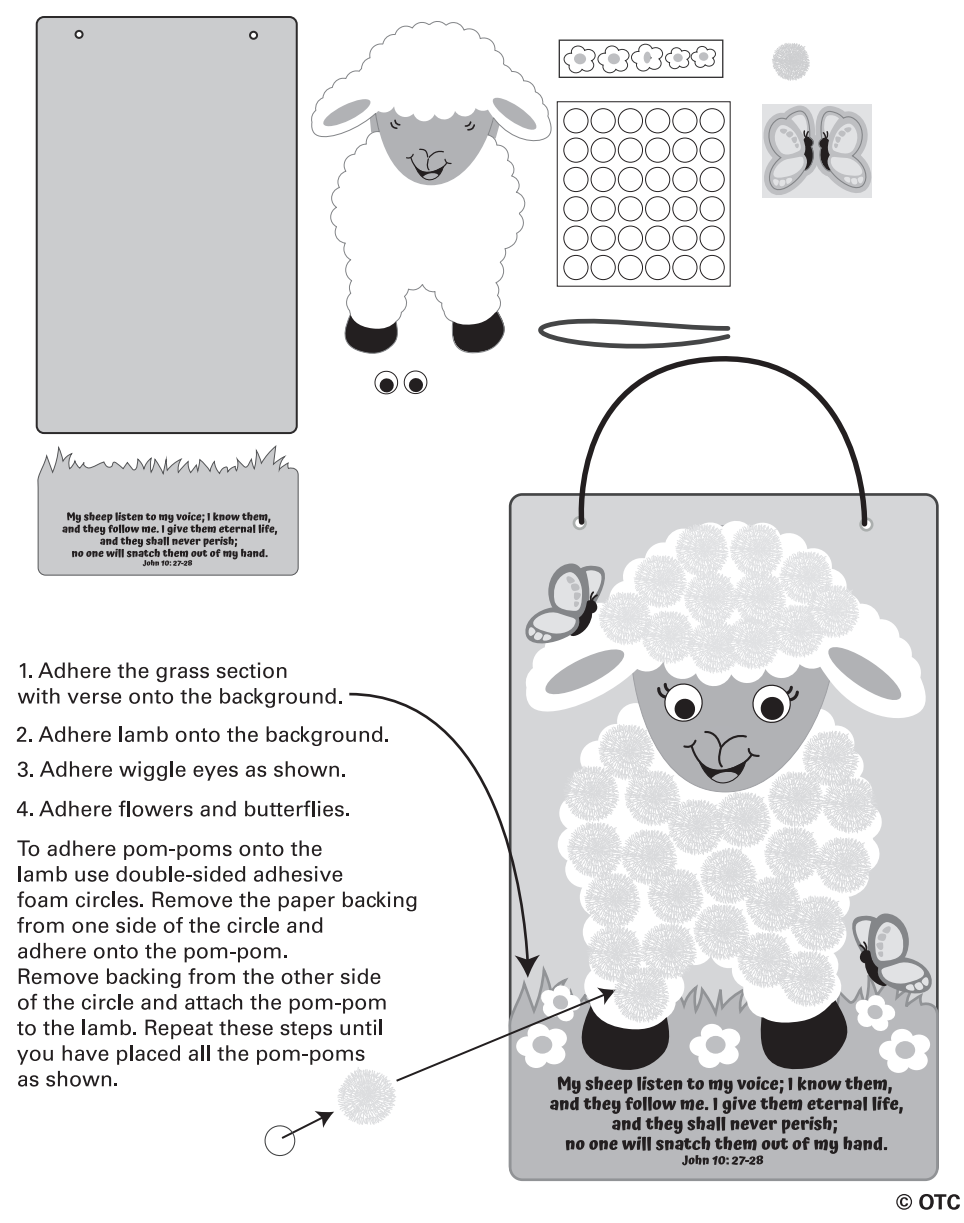 My sheep listen to my voice; I know them,
and they follow me. I give them eternal life,
and they shall never perish;
no one will snatch them out of my hand.
John 10: 27-28
1. Adhere the grass section
with verse onto the background.
2. Adhere lamb onto the background.
3. Adhere wiggle eyes as shown.
4. Adhere flowers and butterflies.
To adhere pom-poms onto the
lamb use double-sided adhesive
foam circles. Remove the paper backing
from one side of the circle and
adhere onto the pom-pom.
Remove backing from the other side
of the circle and attach the pom-pom
to the lamb. Repeat these steps until
you have placed all the pom-poms
as shown.
My sheep listen to my voice; I know them,
and they follow me. I give them eternal life,
and they shall never perish;
no one will snatch them out of my hand.
John 10: 27-28
© OTC